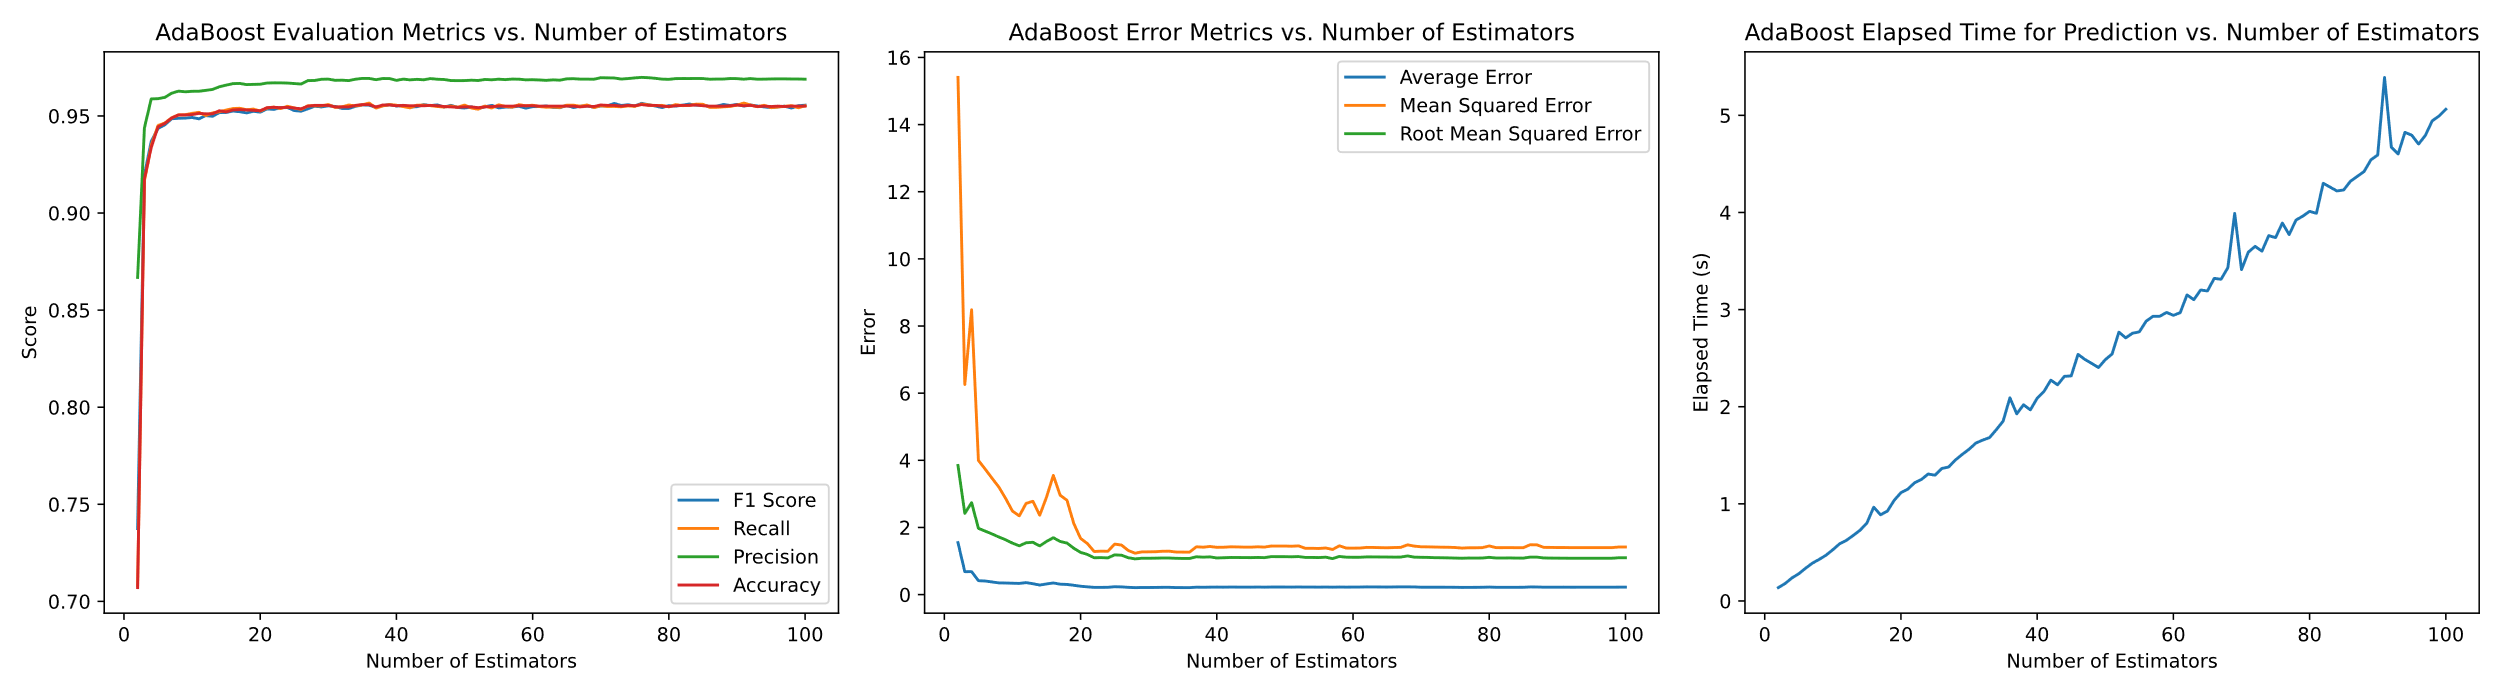 AdaBoost Evaluation Metrics vs. Number of Estimators
Score
0.95
0.90
0.85
0.80
0.75
0.70
F1 Score
Recall
Precision
Accuracy
0 20 40 60 80 100
Number of Estimators
AdaBoost Error Metrics vs. Number of Estimators
Error
16
14
12
10
8
6
4
2
0
Average Error
Mean Squared Error
Root Mean Squared Error
0 20 40 60 80 100
Number of Estimators
AdaBoost Elapsed Time for Prediction vs. Number of Estimators
Elapsed Time (s)
5
4
3
2
1
0
0 20 40 60 80 100
Number of Estimators